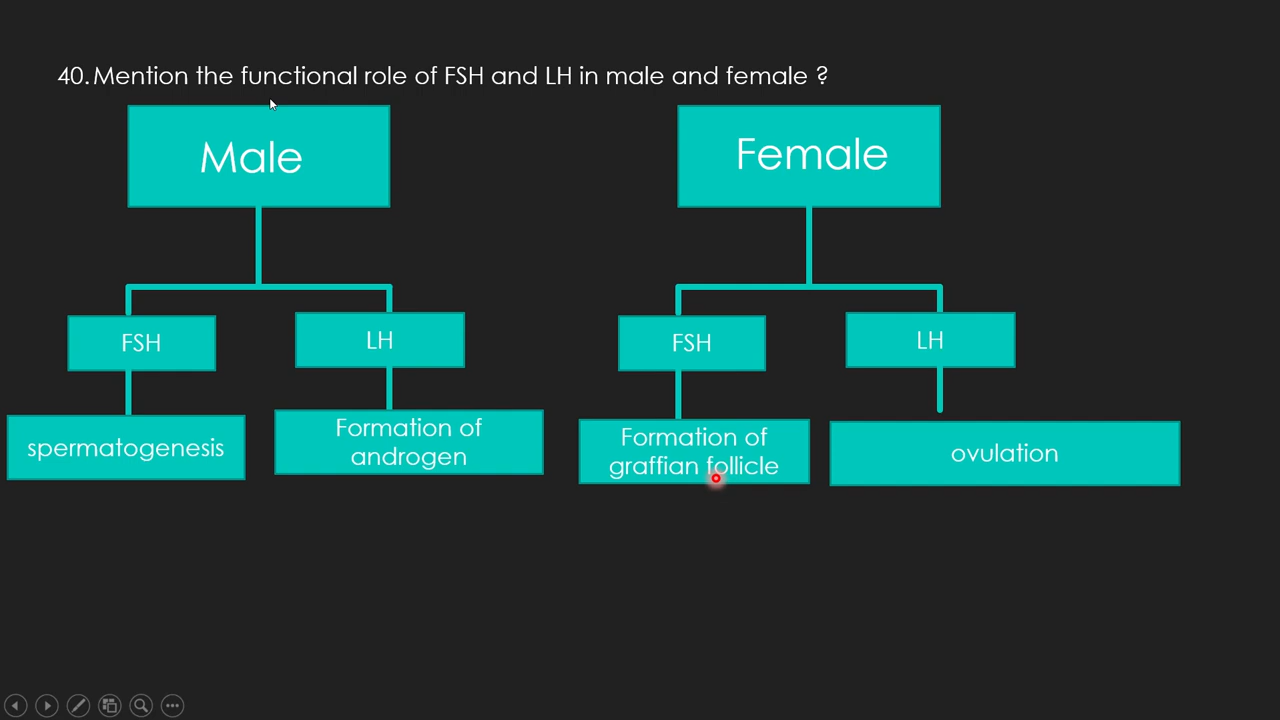 40. Mention the functional role of FSH and LH in male and female ?
Male
Female
FSH
LH
FSH
LH
spermatogenesis
Formation of
androgen
Formation of
graffian follicle
ovulation